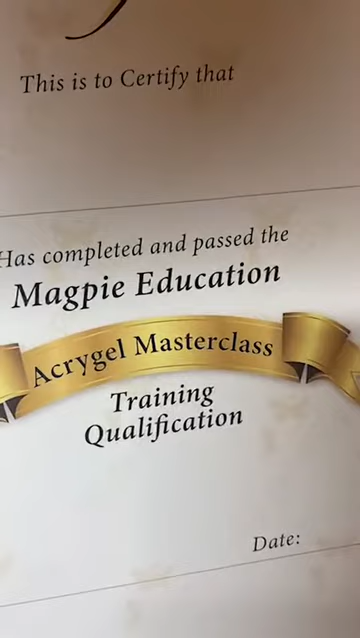 This is to Certify that
Has completed and passed the
Magpie Education
Acrygel Masterclass
Training
Qualification
Date: